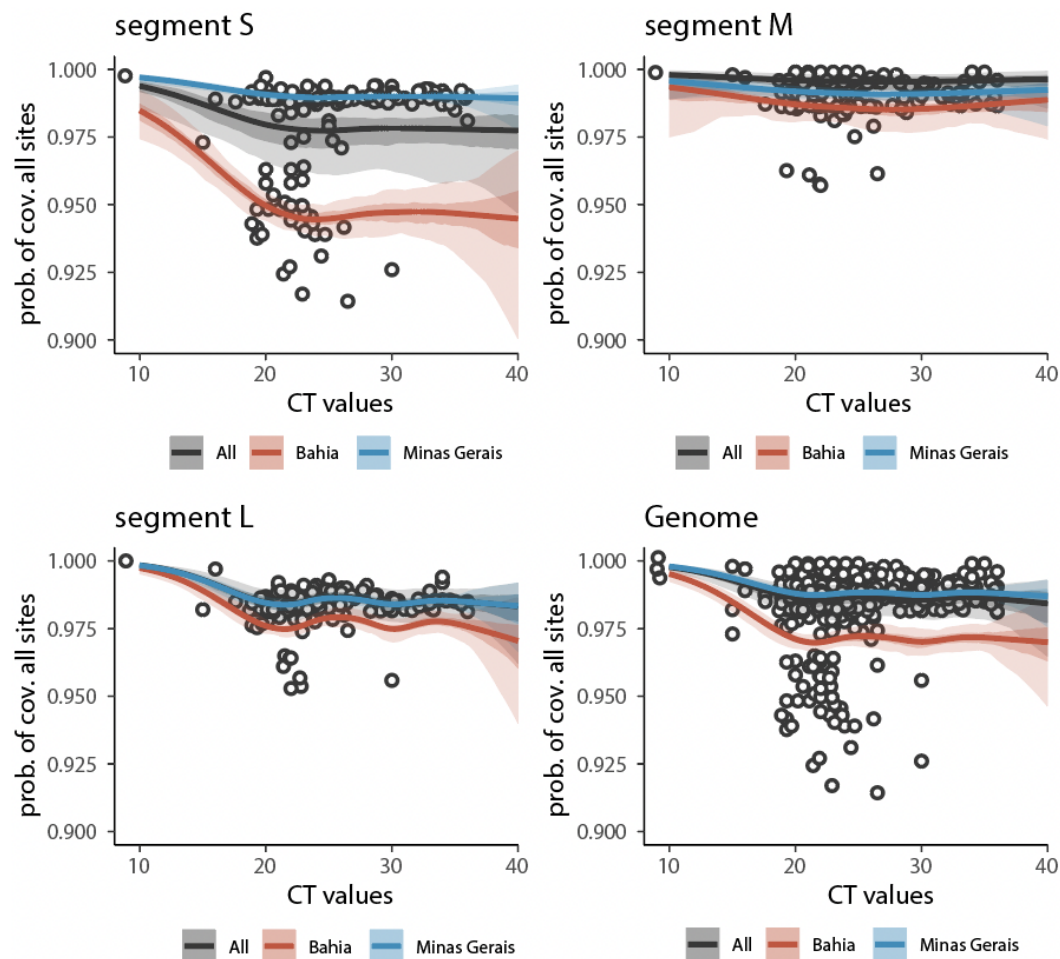 segment S
prob. of cov. all sites
1.000
0.975
0.950
0.925
0.900
10 20 30 40
CT values
All Bahia Minas Gerais
segment M
prob. of cov. all sites
1.000
0.975
0.950
0.925
0.900
10 20 30 40
CT values
All Bahia Minas Gerais
segment L
prob. of cov. all sites
1.000
0.975
0.950
0.925
0.900
10 20 30 40
CT values
All Bahia Minas Gerais
Genome
prob. of cov. all sites
1.000
0.975
0.950
0.925
0.900
10 20 30 40
CT values
All Bahia Minas Gerais